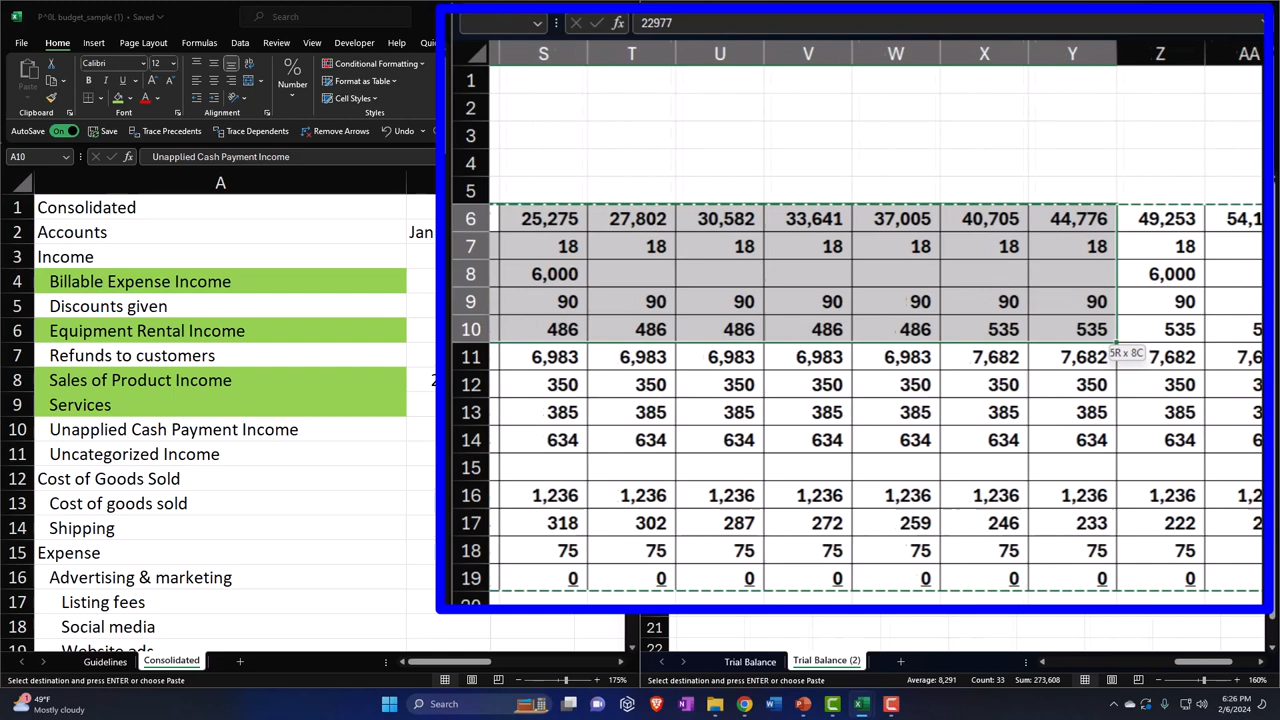 P^0L budget_sample (1) • Saved
Search
File Home Insert Page Layout Formulas Data Review View Developer
Paste
Calibri 12
Clipboard Font Alignment
Number
Conditional Formatting
Format as Table
Cell Styles
Styles
AutoSave On Save Trace Precedents Trace Dependents Remove Arrows Undo
A10 fx Unapplied Cash Payment Income
A
1 Consolidated
2 Accounts Jan
3 Income
4 Billable Expense Income
5 Discounts given
6 Equipment Rental Income
7 Refunds to customers
8 Sales of Product Income
9 Services
10 Unapplied Cash Payment Income
11 Uncategorized Income
12 Cost of Goods Sold
13 Cost of goods sold
14 Shipping
15 Expense
16 Advertising & marketing
17 Listing fees
18 Social media
Website ads
Guidelines Consolidated
Select destination and press ENTER or choose Paste 175%
fx 22977
S T U V W X Y Z AA
1
2
3
4
5
6 25,275 27,802 30,582 33,641 37,005 40,705 44,776 49,253 54,1
7 18 18 18 18 18 18 18 18
8 6,000 6,000
9 90 90 90 90 90 90 90 90
10 486 486 486 486 486 535 535 535 5
5R x 8C
11 6,983 6,983 6,983 6,983 6,983 7,682 7,682 7,682 7,6
12 350 350 350 350 350 350 350 350 3
13 385 385 385 385 385 385 385 385 3
14 634 634 634 634 634 634 634 634 6
15
16 1,236 1,236 1,236 1,236 1,236 1,236 1,236 1,236 1,2
17 318 302 287 272 259 246 233 222 2
18 75 75 75 75 75 75 75 75
19 0 0 0 0 0 0 0 0
20
21
22
Trial Balance Trial Balance (2)
Select destination and press ENTER or choose Paste Average: 8,291 Count: 33 Sum: 273,608 160%
49°F
Mostly cloudy
Search
6:26 PM
2/6/2024